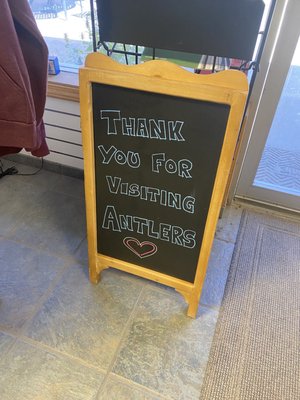 THANK
YOU FOR
VISITING
ANTLERS